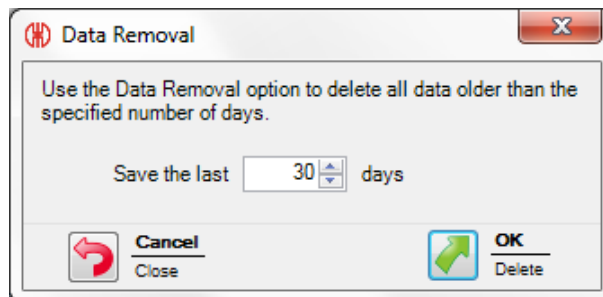 Data Removal
Use the Data Removal option to delete all data older than the
specified number of days.
Save the last 30 days
Cancel
Close
OK
Delete